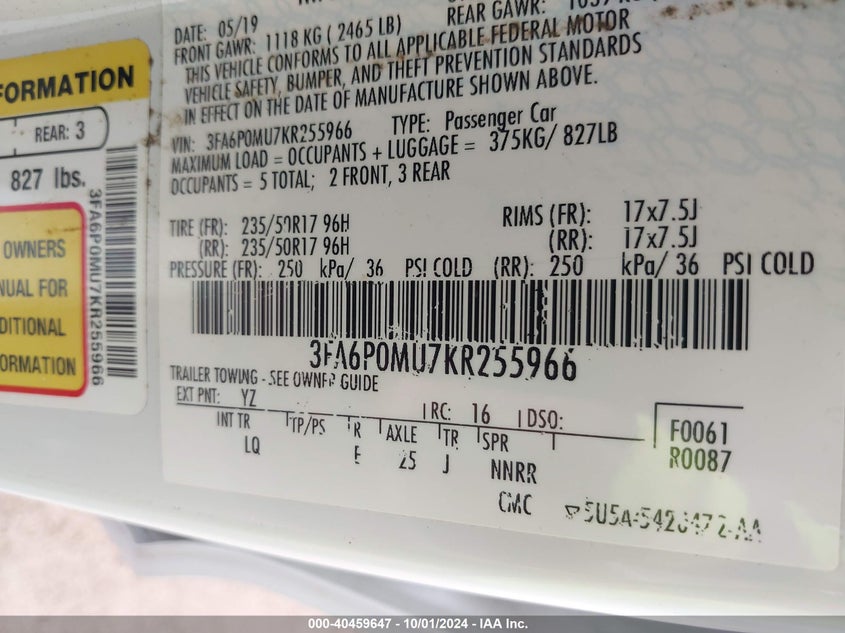 DATE: 05/19
FRONT GAWR: 1118 KG ( 2465 LB)
REAR GAWR:
THIS VEHICLE CONFORMS TO ALL APPLICABLE FEDERAL MOTOR
VEHICLE SAFETY, BUMPER, AND THEFT PREVENTION STANDARDS
IN EFFECT ON THE DATE OF MANUFACTURE SHOWN ABOVE.
VIN: 3FA6P0MU7KR255966 TYPE: Passenger Car
MAXIMUM LOAD = OCCUPANTS + LUGGAGE = 375KG/ 827LB
OCCUPANTS = 5 TOTAL; 2 FRONT, 3 REAR
TIRE (FR): 235/50R17 96H RIMS (FR): 17x7.5J
(RR): 235/50R17 96H (RR): 17x7.5J
PRESSURE (FR): 250 kPa/ 36 PSI COLD (RR): 250 kPa/ 36 PSI COLD
3FA6P0MU7KR255966
TRAILER TOWING - SEE OWNER GUIDE
EXT PNT: YZ RC: 16 DSO:
INT TR TP/PS R AXLE TR SPR
LQ E 25 J NNRR
CMC
F0061
R0087
FORMATION
REAR: 3
827 lbs.
3FA6P0MU7KR255966
OWNERS
NUAL FOR
DITIONAL
FORMATION
000-40459647 - 10/01/2024 - IAA Inc.